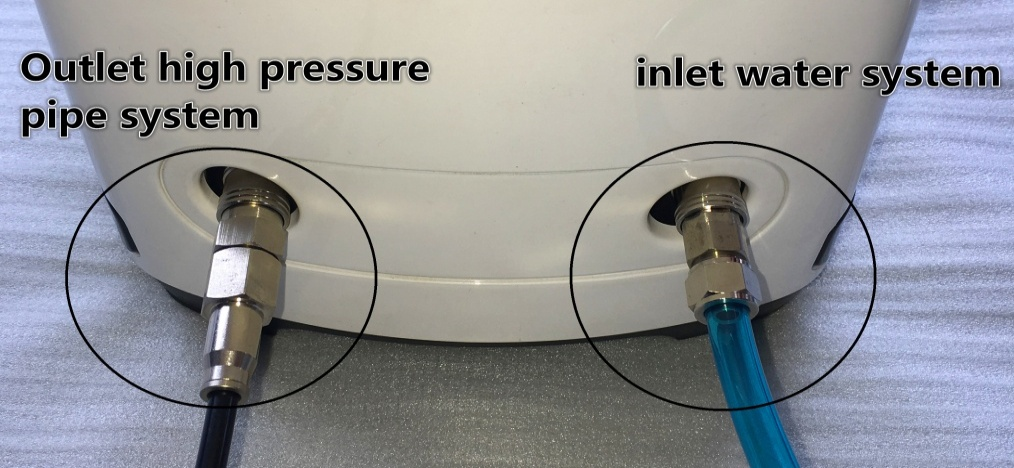 Outlet high pressure
pipe system
inlet water system